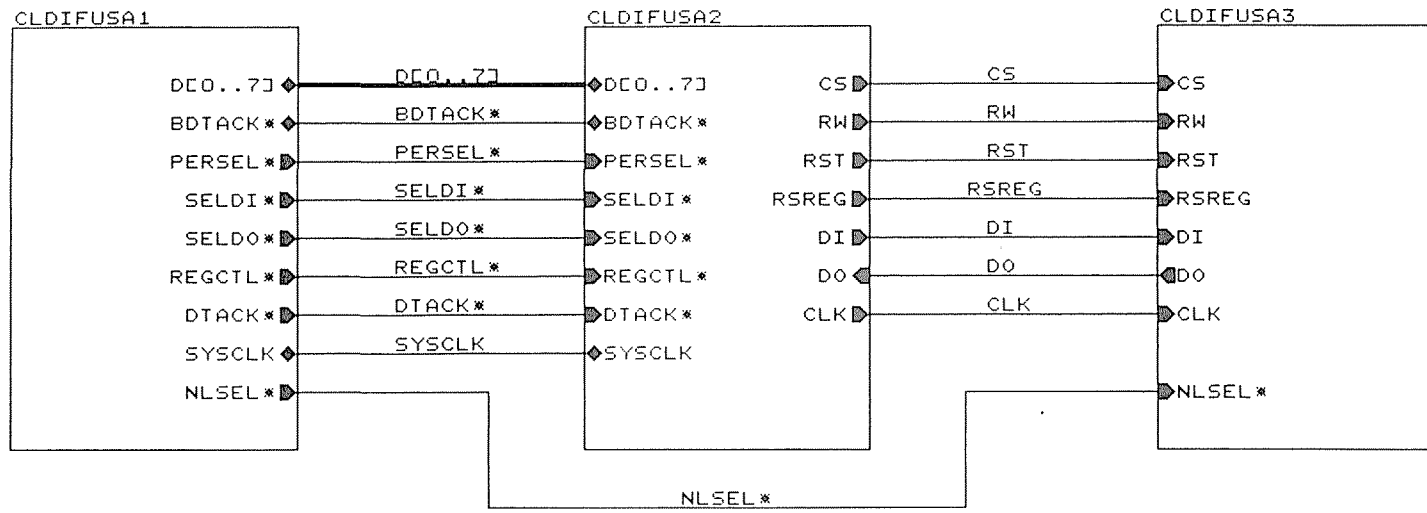 CLDIFUSA1
D[0..7]
BDTACK*
PERSEL*
SELDI*
SELDO*
REGCTL*
DTACK*
SYSCLK
NLSEL*
D[0..7]
BDTACK*
PERSEL*
SELDI*
SELDO*
REGCTL*
DTACK*
SYSCLK
NLSEL*
CLDIFUSA2
D[0..7]
BDTACK*
PERSEL*
SELDI*
SELDO*
REGCTL*
DTACK*
SYSCLK
CS
RW
RST
RSREG
DI
DO
CLK
CS
RW
RST
RSREG
DI
DO
CLK
CLDIFUSA3
CS
RW
RST
RSREG
DI
DO
CLK
NLSEL*